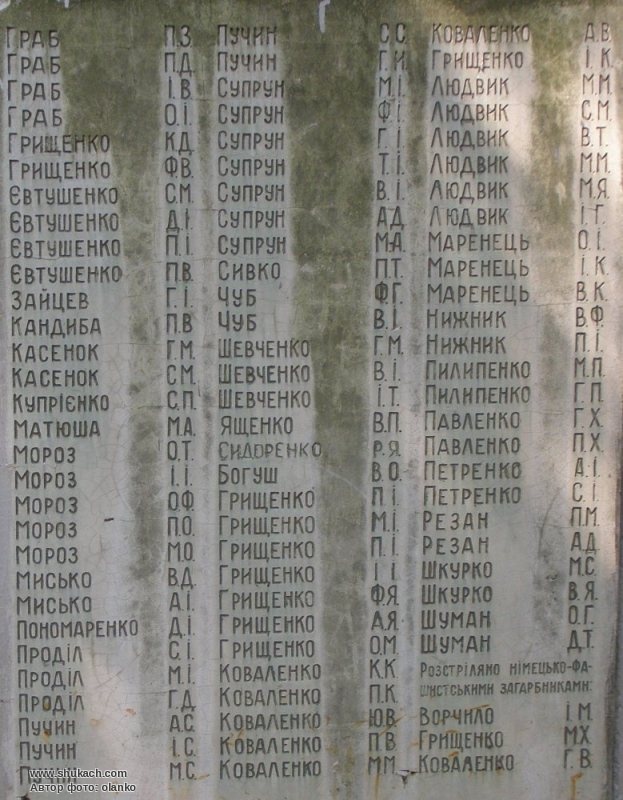 ГРАБ П.З.
ГРАБ П.Д.
ГРАБ І.В
ГРАБ О.І.
ГРИЩЕНКО К.Д.
ГРИЩЕНКО Ф.В.
ЄВТУШЕНКО С.М.
ЄВТУШЕНКО Д.І.
ЄВТУШЕНКО П.І.
ЄВТУШЕНКО П.В.
ЗАЙЦЕВ Г.І.
КАНДИБА П.В
КАСЕНОК Г.М.
КАСЕНОК С.М.
КУПРІЄНКО С.П.
МАТЮША М.А.
МОРОЗ О.Т.
МОРОЗ І.І.
МОРОЗ О.Ф.
МОРОЗ П.О.
МОРОЗ М.О.
МИСЬКО В.Д.
МИСЬКО А.І.
ПОНОМАРЕНКО Д.І.
ПРОДІЛ С.І.
ПРОДІЛ М.І.
ПРОДІЛ Г.Д.
ПУЧИН А.С.
ПУЧИН І.С.
ПУЧИН М.С.
ПУЧИН С.С.
ПУЧИН Г.И.
СУПРУН М.І.
СУПРУН Ф.І.
СУПРУН Г.І.
СУПРУН Т.І.
СУПРУН В.І.
СУПРУН А.Д.
СУПРУН М.А.
СИВКО П.Т.
ЧУБ Ф.Г.
ЧУБ В.І.
ШЕВЧЕНКО Г.М.
ШЕВЧЕНКО В.І.
ШЕВЧЕНКО І.Т.
ЯЩЕНКО В.П.
СИДОРЕНКО Р.Я.
БОГУШ В.О.
ГРИЩЕНКО П.І.
ГРИЩЕНКО М.І.
ГРИЩЕНКО П.І.
ГРИЩЕНКО І І.
ГРИЩЕНКО Ф.Я.
ГРИЩЕНКО А.Я.
ГРИЩЕНКО О.М.
КОВАЛЕНКО К.К.
КОВАЛЕНКО П.К.
КОВАЛЕНКО Ю.В.
КОВАЛЕНКО П.В
КОВАЛЕНКО М.М.
КОВАЛЕНКО А.В.
ГРИЩЕНКО І.К.
ЛЮДВИК М.М.
ЛЮДВИК С.М.
ЛЮДВИК В.Т.
ЛЮДВИК М.М.
ЛЮДВИК М.Я.
ЛЮДВИК І.Г.
МАРЕНЕЦЬ О.І.
МАРЕНЕЦЬ І.К.
МАРЕНЕЦЬ В.К.
НИЖНИК В.Ф.
НИЖНИК П.І.
ПИЛИПЕНКО М.П.
ПИЛИПЕНКО Г.П.
ПАВЛЕНКО Г.Х.
ПАВЛЕНКО П.Х.
ПЕТРЕНКО А.І.
ПЕТРЕНКО С.І.
РЕЗАН П.М.
РЕЗАН А.Д.
ШКУРКО М.С.
ШКУРКО В.Я.
ШУМАН О.Г.
ШУМАН Д.Т.
РОЗСТРІЛЯНО НІМЕЦЬКО-ФА-
ШИСТСЬКИМИ ЗАГАРБНИКАМИ:
ВОРЧИЛО І.М.
ГРИЩЕНКО М.Х.
КОВАЛЕНКО Г.В.
www.shukach.com
Автор фото: olanko